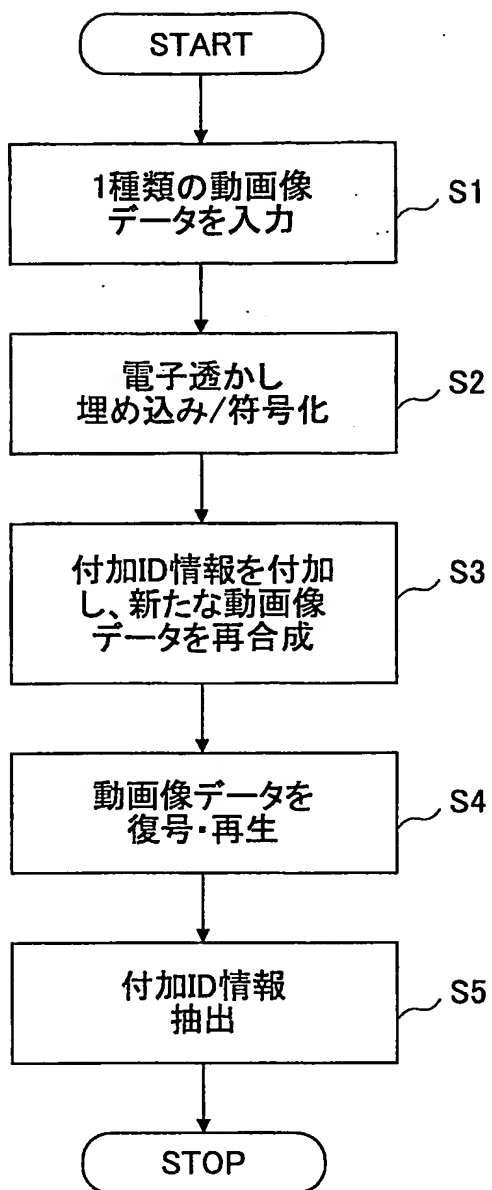 START
1種類の動画像
データを入力
S1
電子透かし
埋め込み/符号化
S2
付加ID情報を付加
し、新たな動画像
データを再合成
S3
動画像データを
復号・再生
S4
付加ID情報
抽出
S5
STOP